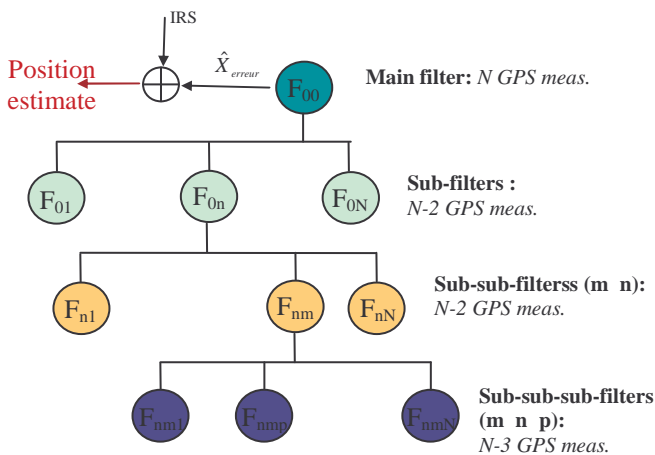 IRS
X̂ erreur
Position
estimate
F00
Main filter: N GPS meas.
F01
F0n
F0N
Sub-filters :
N-2 GPS meas.
Fn1
Fnm
FnN
Sub-sub-filterss (m n):
N-2 GPS meas.
Fnm1
Fnmp
FnmN
Sub-sub-sub-filters
(m n p):
N-3 GPS meas.